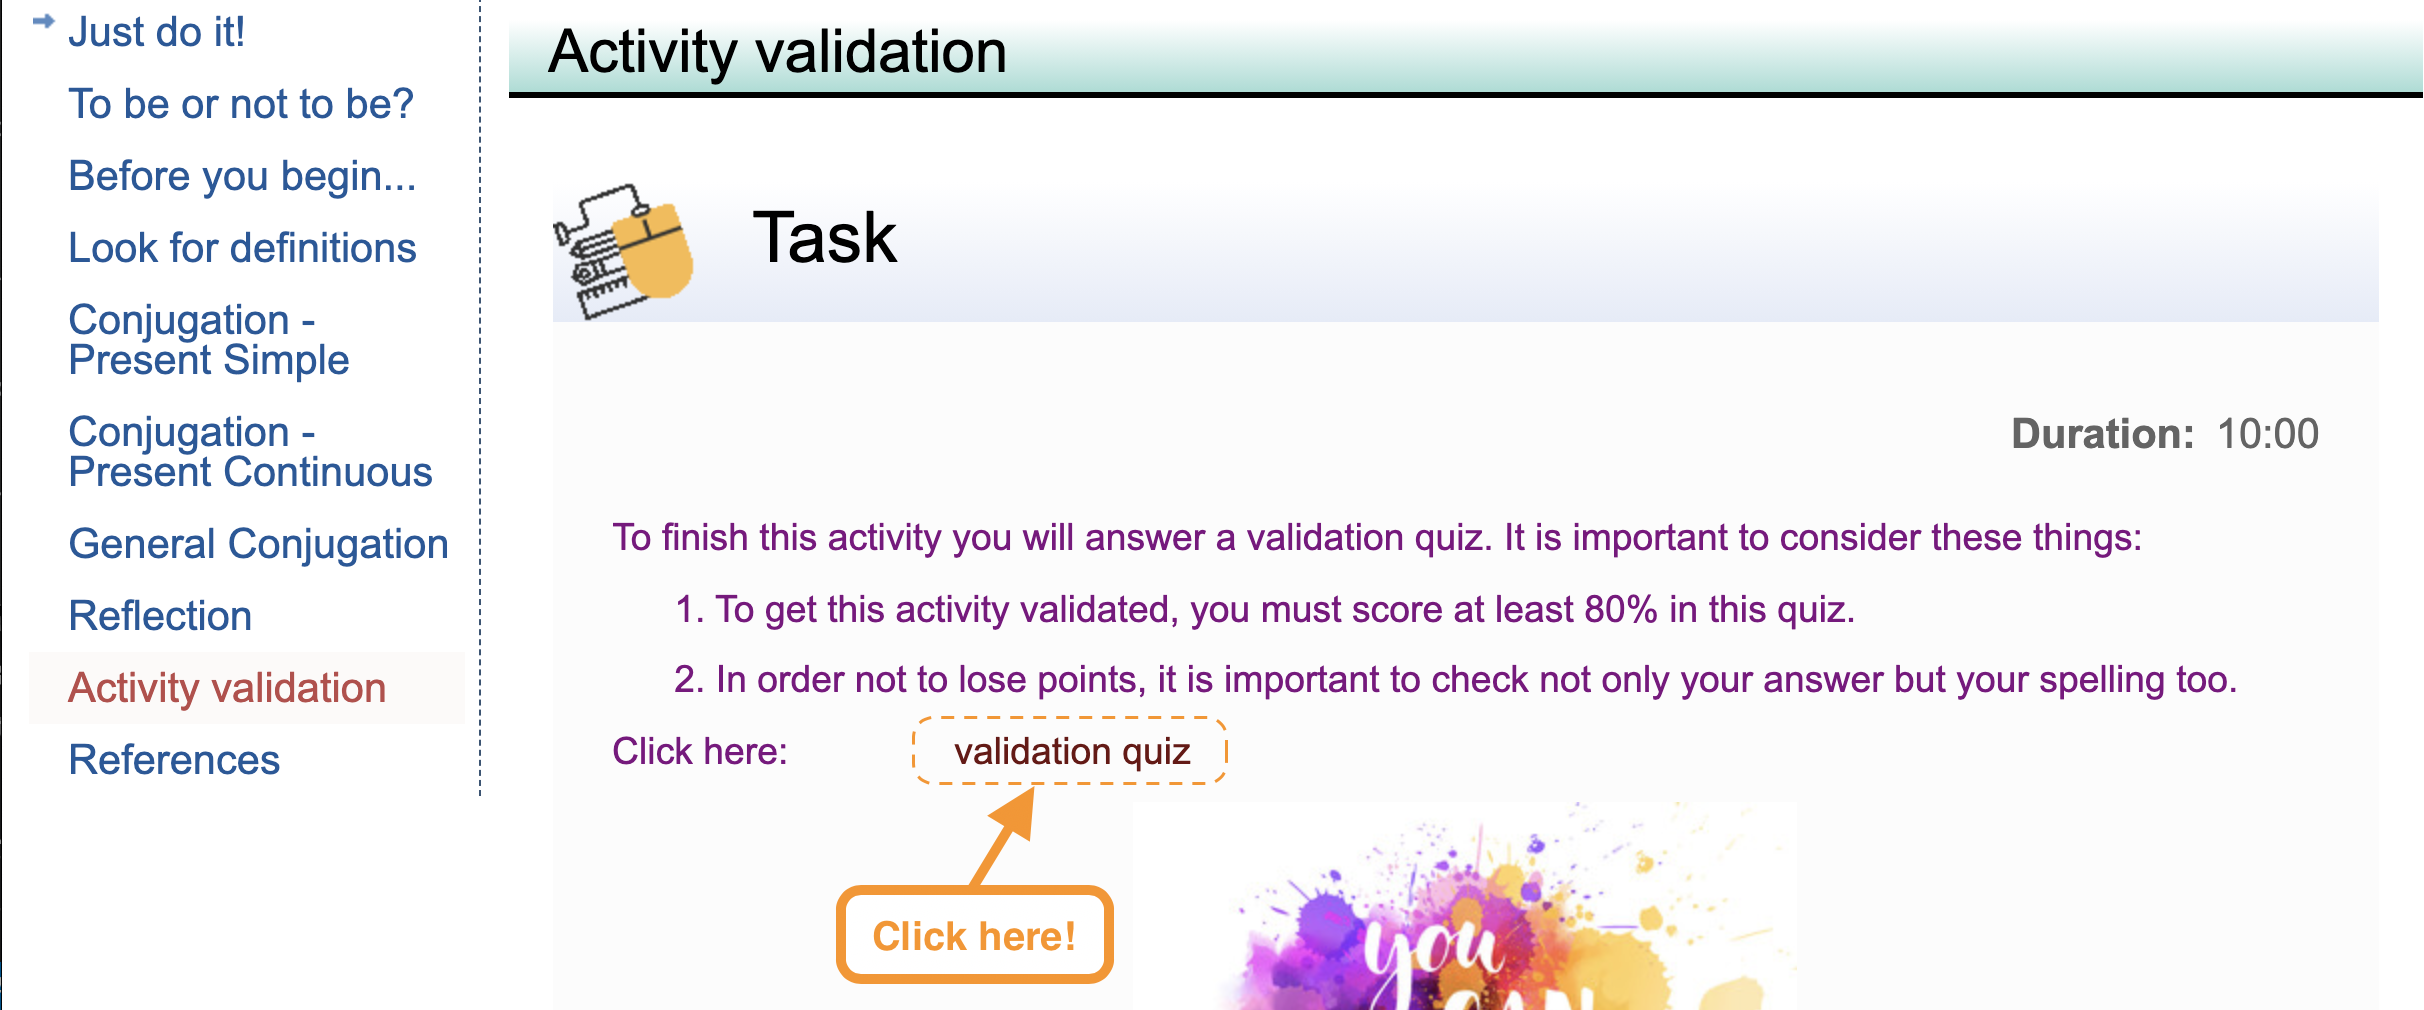 Just do it!
To be or not to be?
Before you begin...
Look for definitions
Conjugation -
Present Simple
Conjugation -
Present Continuous
General Conjugation
Reflection
Activity validation
References
Activity validation
Task
Duration: 10:00
To finish this activity you will answer a validation quiz. It is important to consider these things:
1. To get this activity validated, you must score at least 80% in this quiz.
2. In order not to lose points, it is important to check not only your answer but your spelling too.
Click here: validation quiz
Click here!
you
can